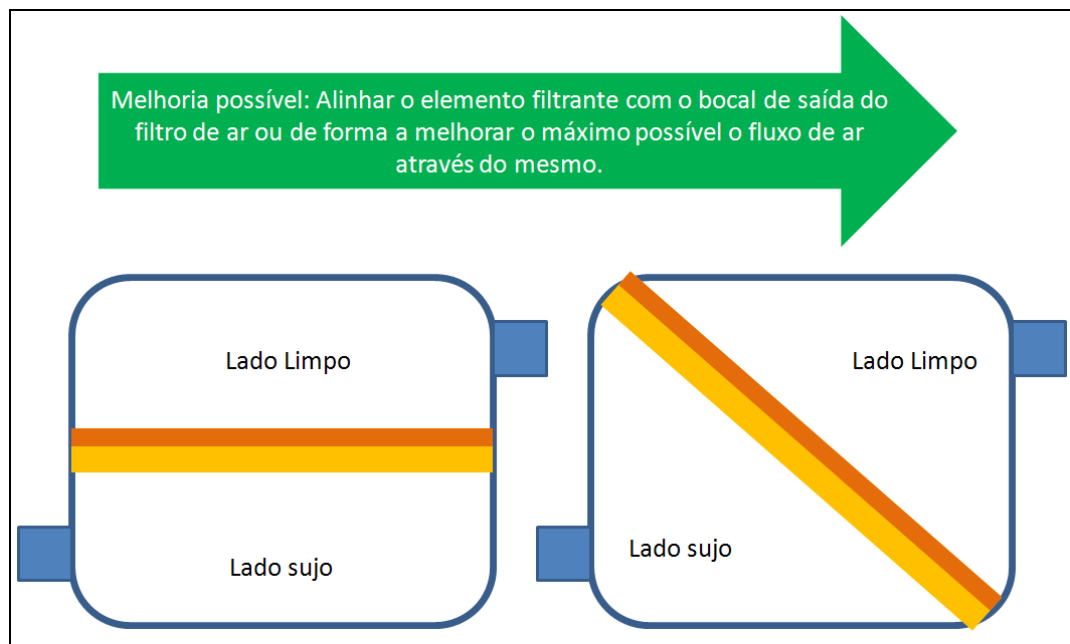 Melhoria possível: Alinhar o elemento filtrante com o bocal de saída do
filtro de ar ou de forma a melhorar o máximo possível o fluxo de ar
através do mesmo.
Lado Limpo
Lado sujo
Lado Limpo
Lado sujo